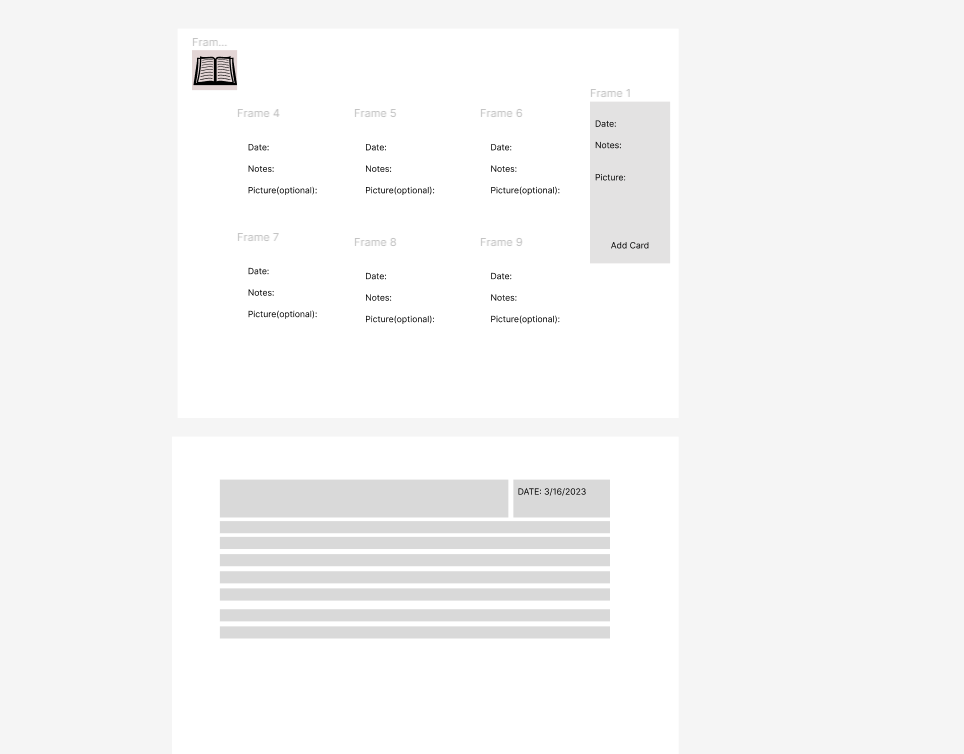 Fram...
Frame 1
Date:
Notes:
Picture:
Add Card
Frame 4
Date:
Notes:
Picture(optional):
Frame 5
Date:
Notes:
Picture(optional):
Frame 6
Date:
Notes:
Picture(optional):
Frame 7
Date:
Notes:
Picture(optional):
Frame 8
Date:
Notes:
Picture(optional):
Frame 9
Date:
Notes:
Picture(optional):
DATE: 3/16/2023